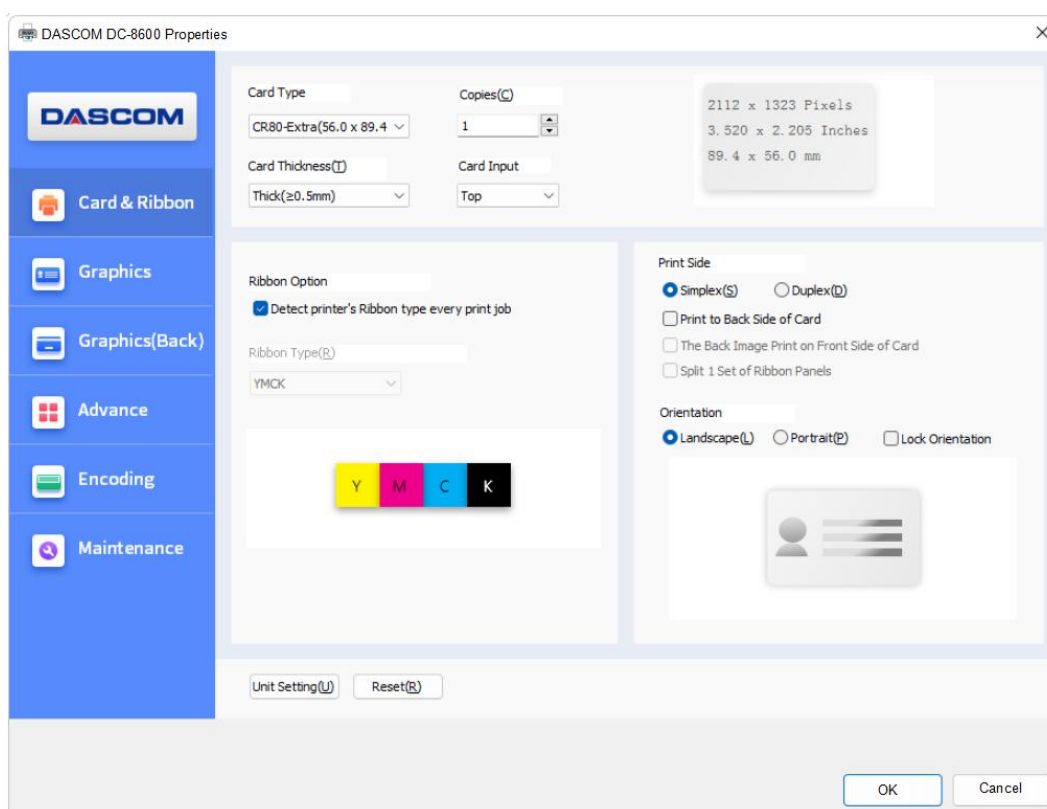 DASCOM DC-8600 Properties
DASCOM
Card & Ribbon
Graphics
Graphics(Back)
Advance
Encoding
Maintenance
Card Type
CR80-Extra(56.0 x 89.4
Copies(C)
1
Card Thickness(T)
Thick(≥0.5mm)
Card Input
Top
2112 x 1323 Pixels
3.520 x 2.205 Inches
89.4 x 56.0 mm
Ribbon Option
Detect printer's Ribbon type every print job
Ribbon Type(R)
YMCK
Y M C K
Print Side
Simplex(S) Duplex(D)
Print to Back Side of Card
The Back Image Print on Front Side of Card
Split 1 Set of Ribbon Panels
Orientation
Landscape(L) Portrait(P) Lock Orientation
Unit Setting(U) Reset(R)
OK Cancel